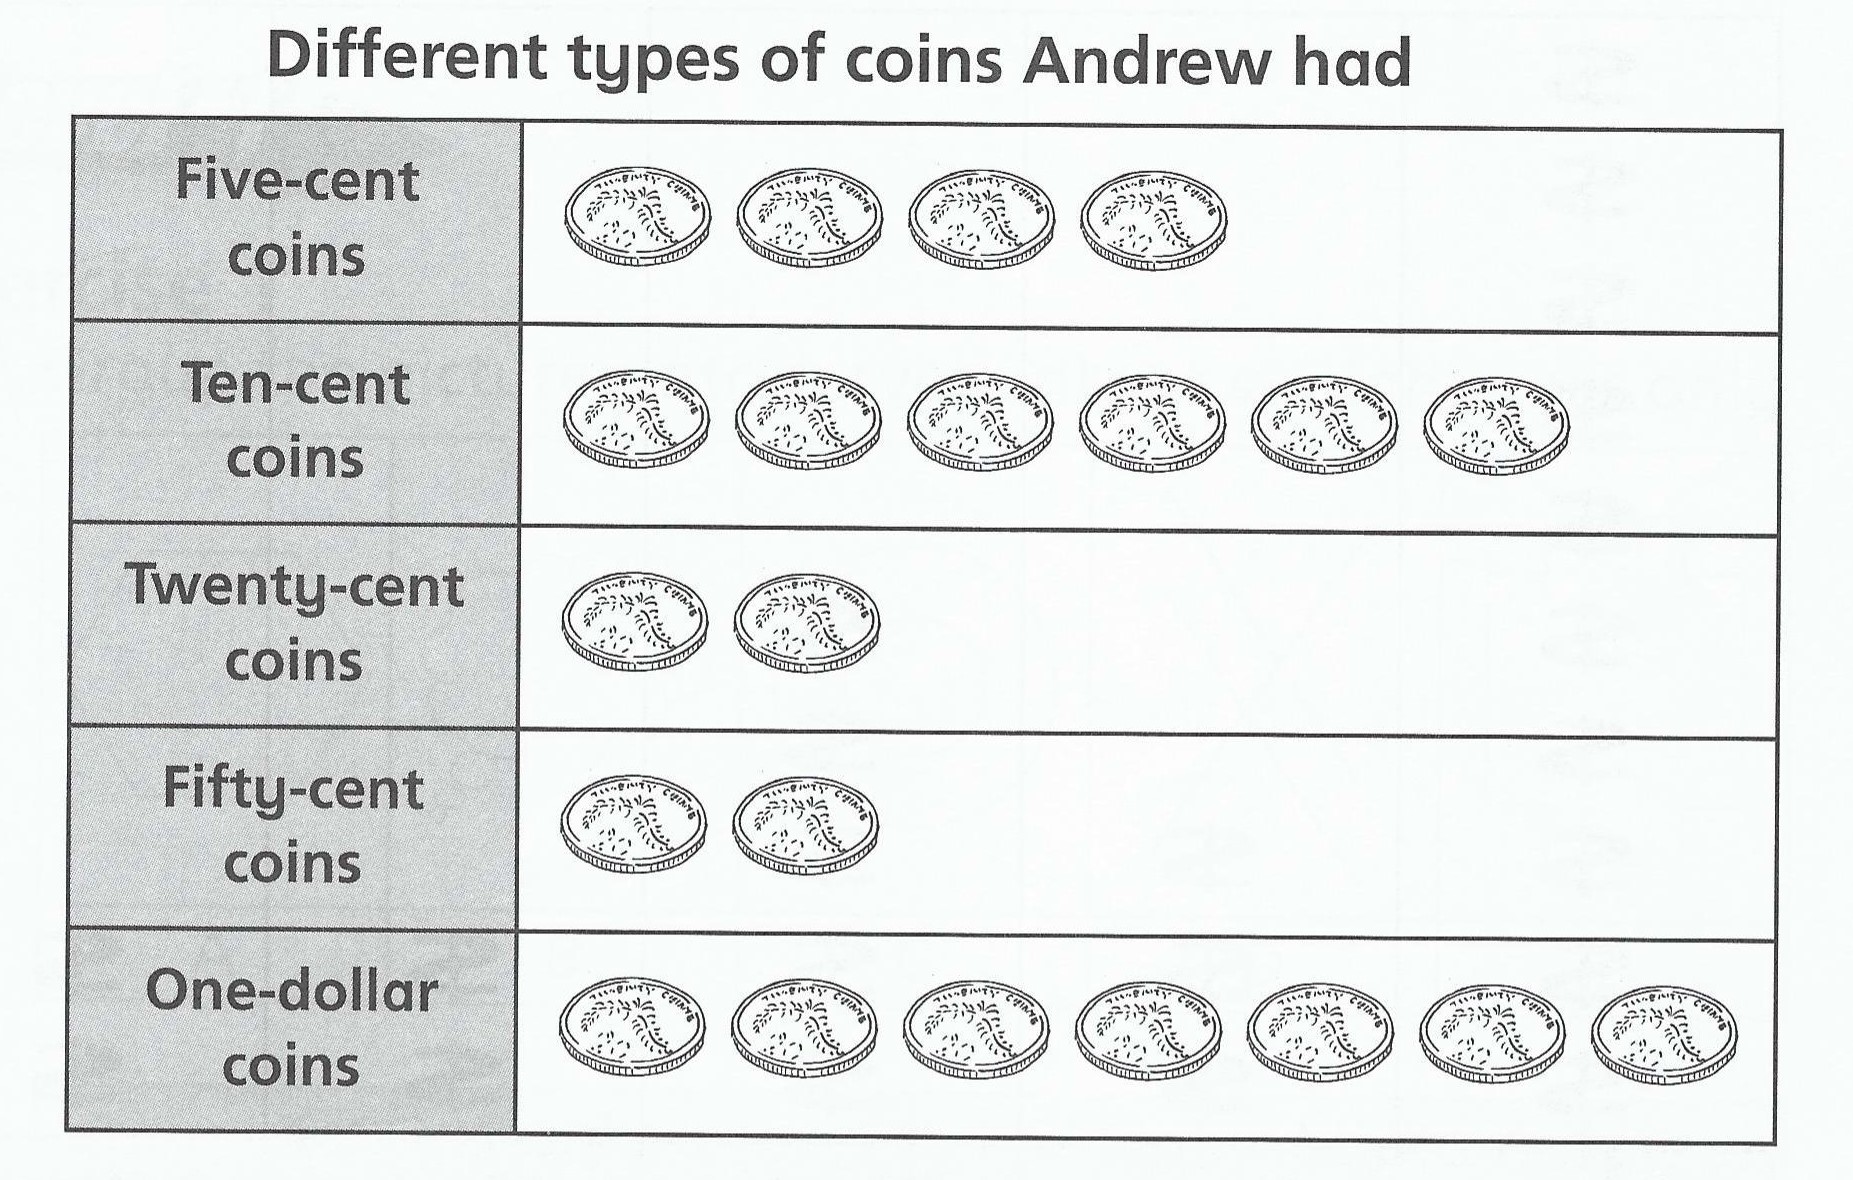 Different types of coins Andrew had
Five-cent
coins
Ten-cent
coins
Twenty-cent
coins
Fifty-cent
coins
One-dollar
coins